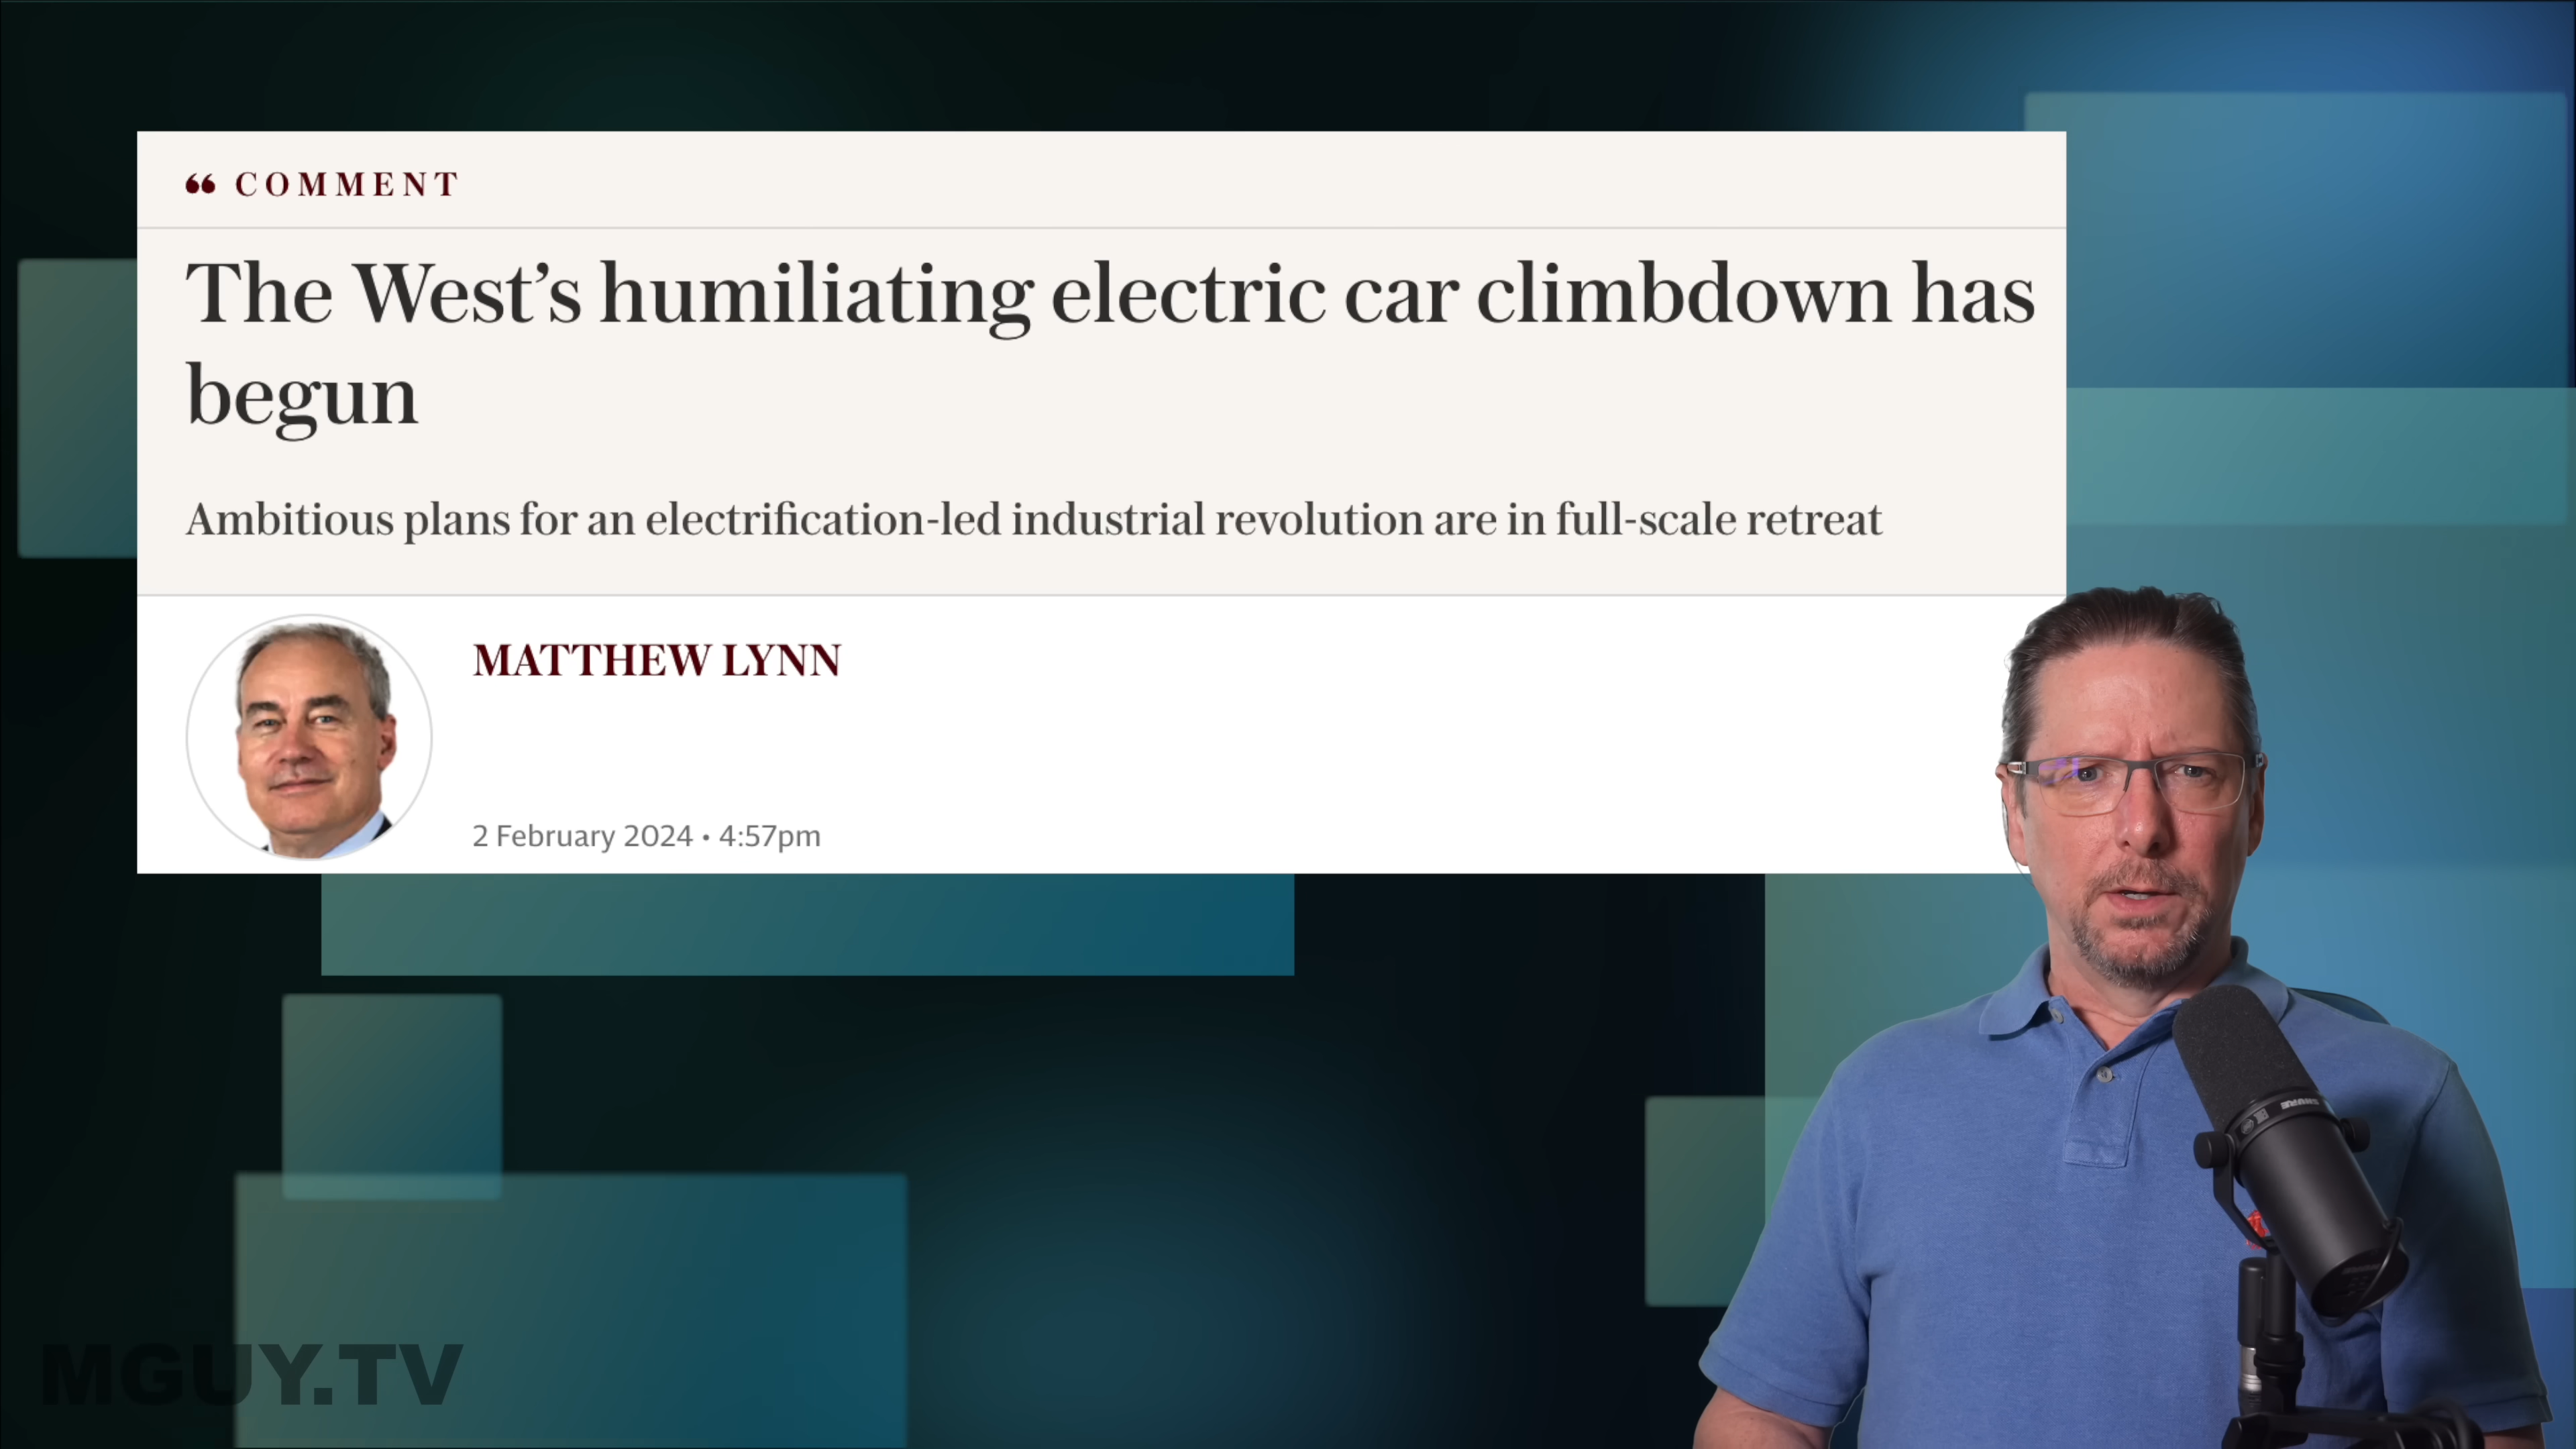 “ COMMENT
The West’s humiliating electric car climbdown has
begun
Ambitious plans for an electrification-led industrial revolution are in full-scale retreat
MATTHEW LYNN
2 February 2024 • 4:57pm
SHURE
MGUY.TV